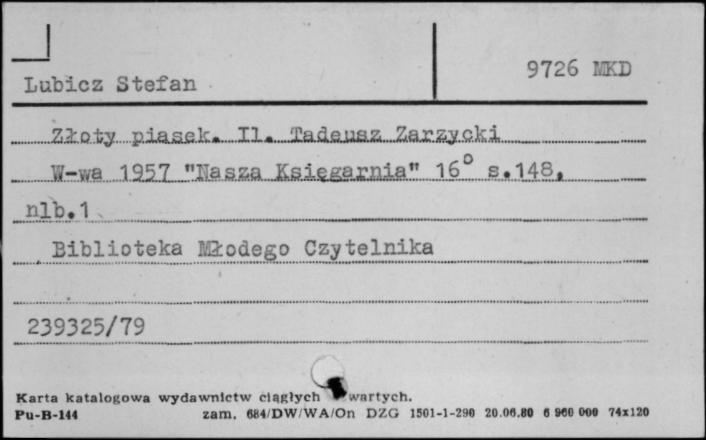 9726 MKD
Lubicz Stefan
Złoty piasek. Il. Tadeusz Zarzycki
W-wa 1957 "Nasza Księgarnia" 16° s.148,
nlb.1
Biblioteka Młodego Czytelnika
239325/79
Karta katalogowa wydawnictw ciągłych wartych.
Pu-B-144 zam. 684/DW/WA/On DZG 1501-1-290 20.06.80 6 960 000 74x120